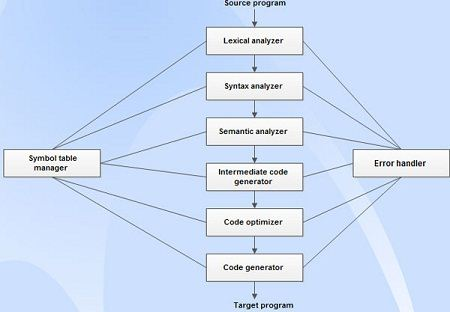 Source program
Lexical analyzer
Syntax analyzer
Semantic analyzer
Symbol table
manager
Intermediate code
generator
Error handler
Code optimizer
Code generator
Target program